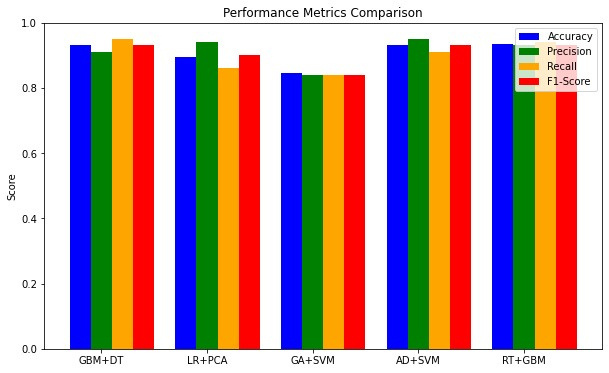 Performance Metrics Comparison
Accuracy
Precision
Recall
F1-Score
Score
1.0
0.8
0.6
0.4
0.2
0.0
GBM+DT LR+PCA GA+SVM AD+SVM RT+GBM